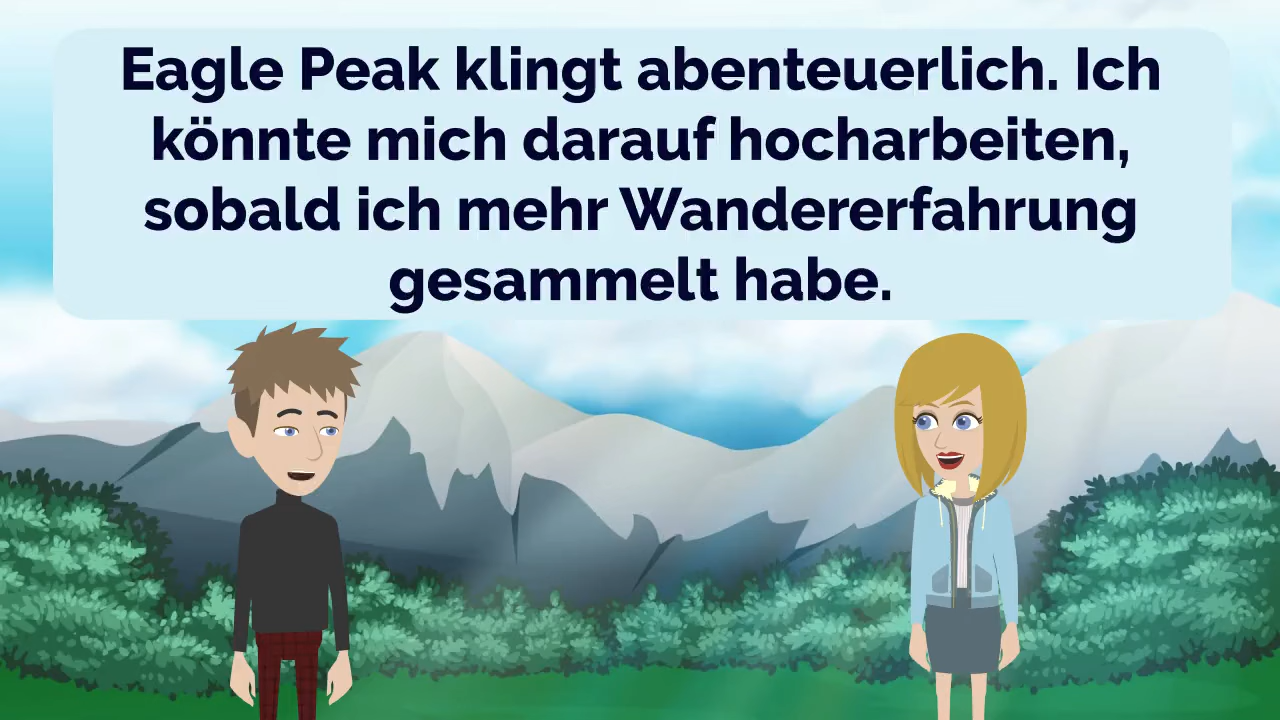 Eagle Peak klingt abenteuerlich. Ich
könnte mich darauf hocharbeiten,
sobald ich mehr Wandererfahrung
gesammelt habe.